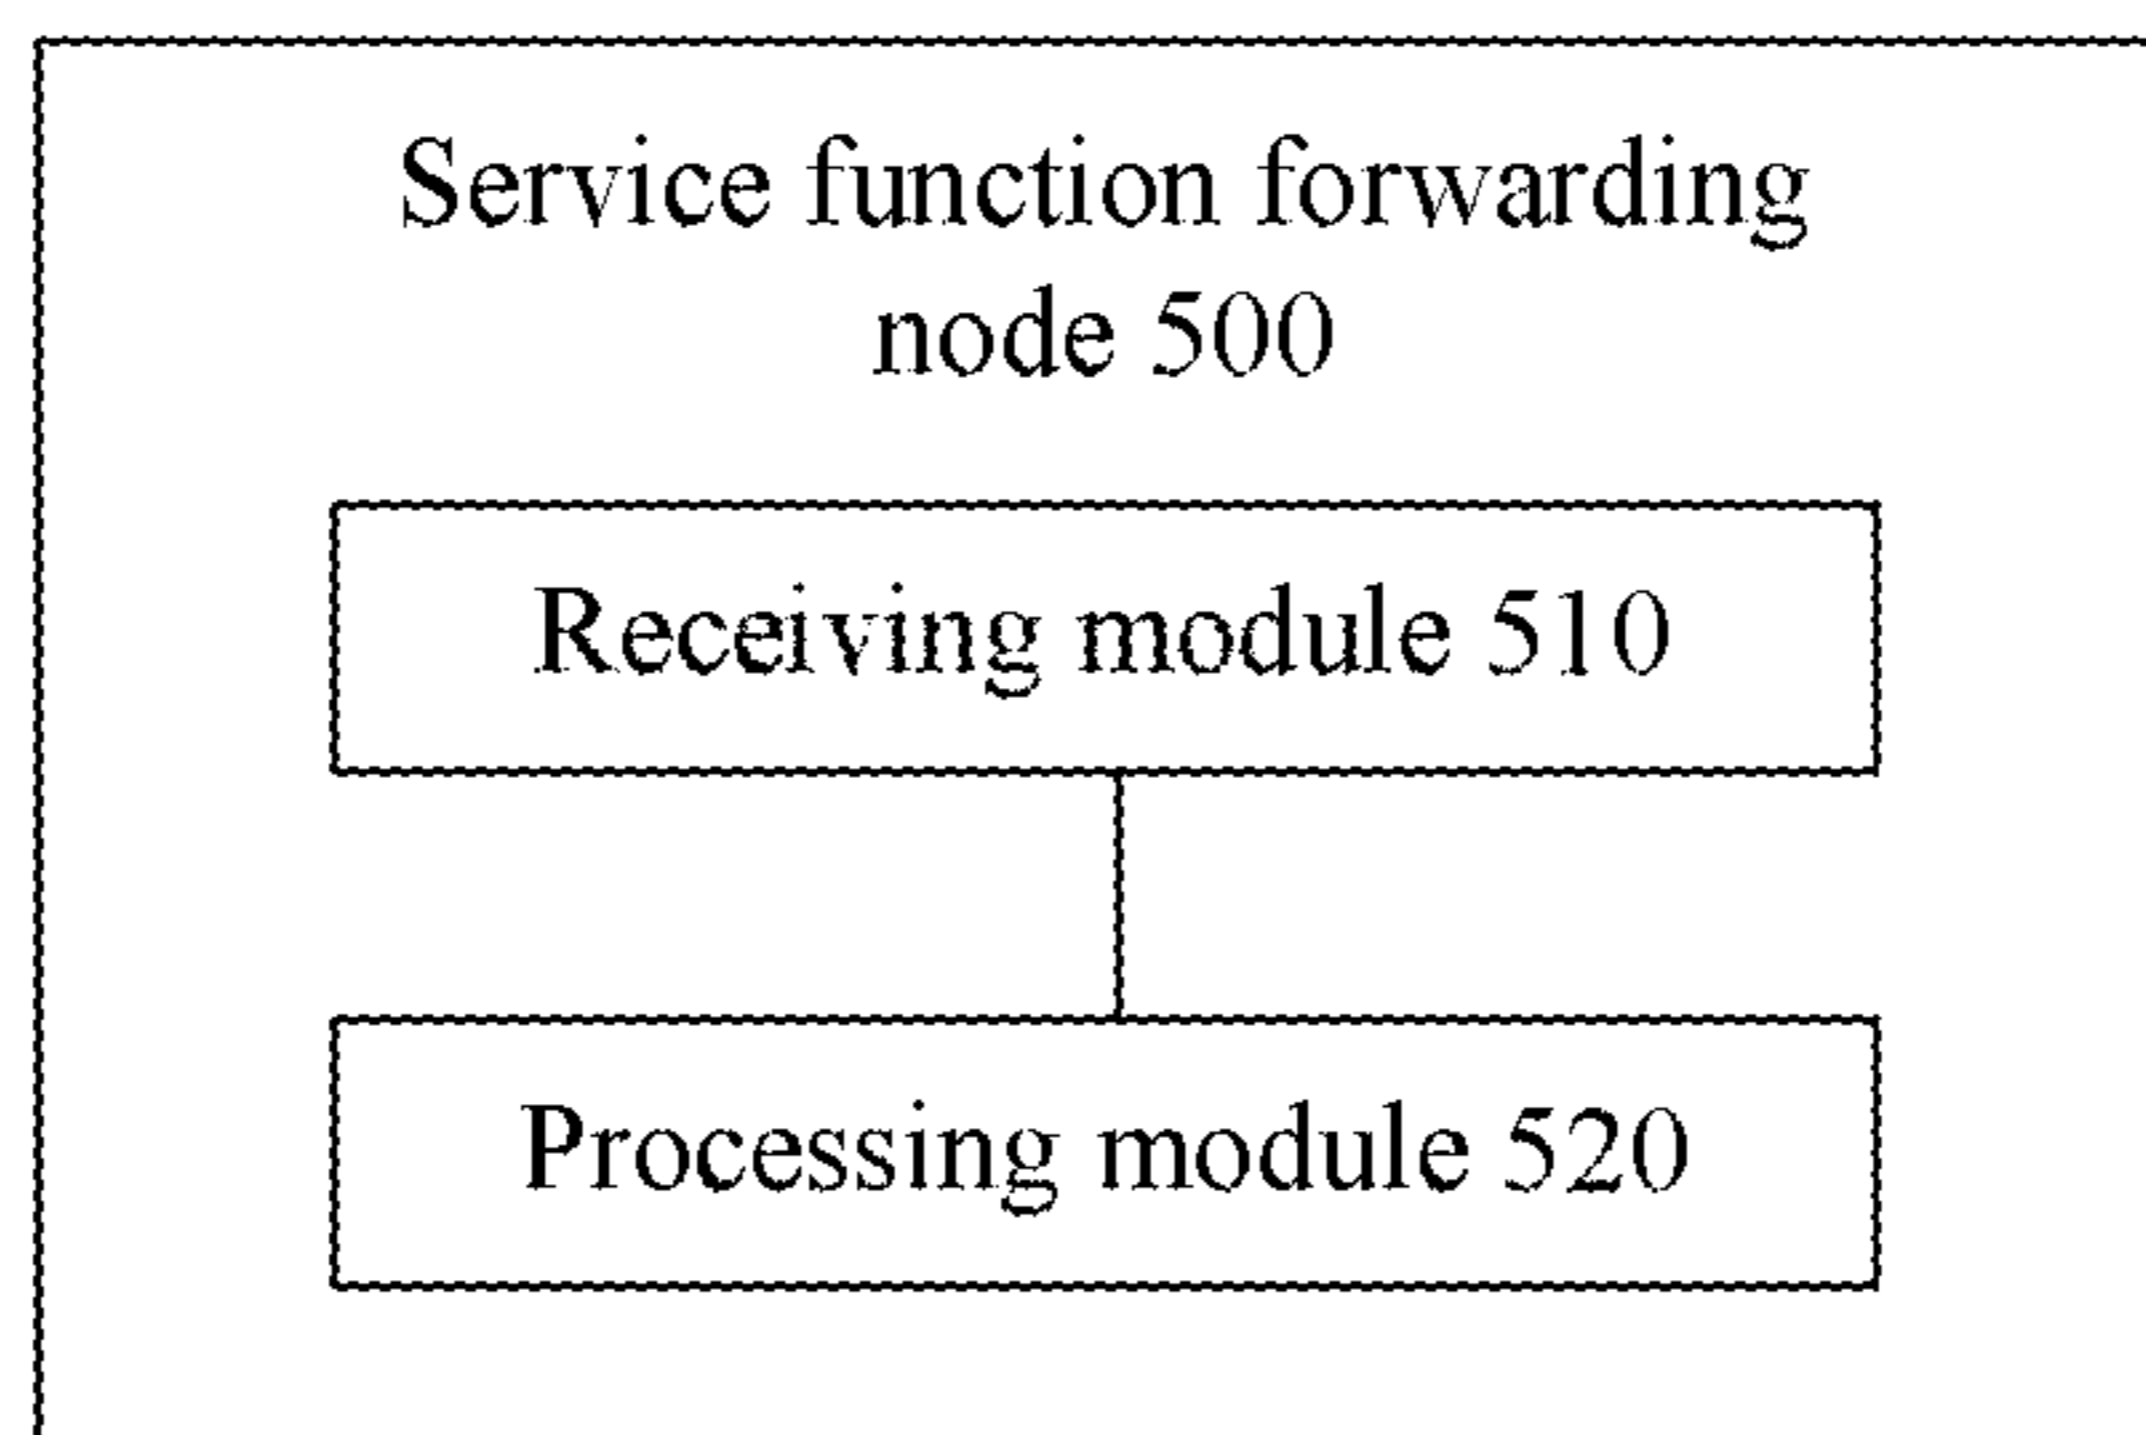 Service function forwarding
node 500
Receiving module 510
Processing module 520